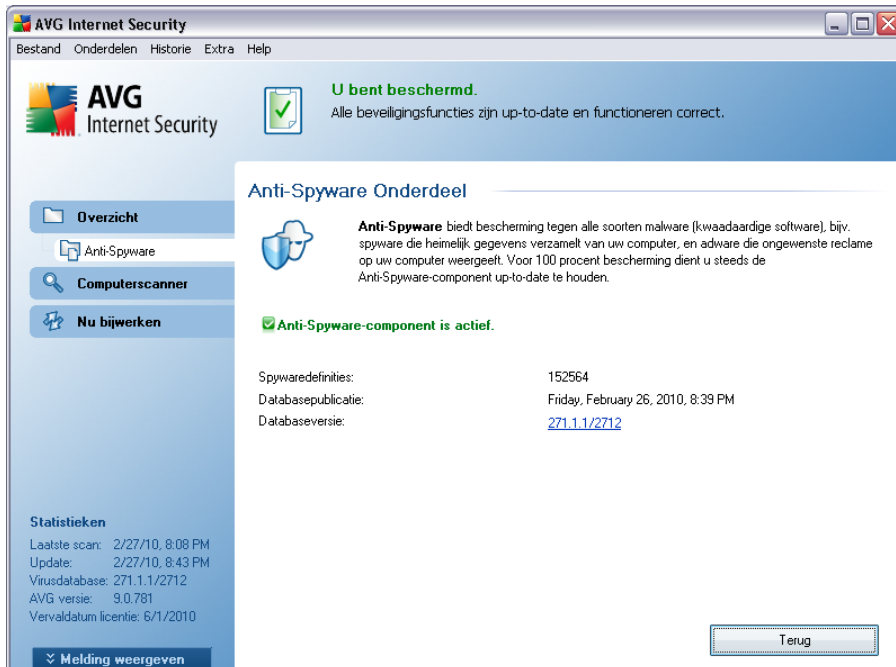 AVG Internet Security
Bestand Onderdelen Historie Extra Help
AVG
Internet Security
U bent beschermd.
Alle beveiligingsfuncties zijn up-to-date en functioneren correct.
Overzicht
Anti-Spyware
Computerscanner
Nu bijwerken
Anti-Spyware Onderdeel
Anti-Spyware biedt bescherming tegen alle soorten malware (kwaadaardige software), bijv.
spyware die heimelijk gegevens verzamelt van uw computer, en adware die ongewenste reclame
op uw computer weergeeft. Voor 100 procent bescherming dient u steeds de
Anti-Spyware-component up-to-date te houden.
Anti-Spyware-component is actief.
Spywaredefinities: 152564
Databasepublicatie: Friday, February 26, 2010, 8:39 PM
Databaseversie: 271.1.1/2712
Statistieken
Laatste scan: 2/27/10, 8:08 PM
Update: 2/27/10, 8:43 PM
Virusdatabase: 271.1.1/2712
AVG versie: 9.0.781
Vervaldatum licentie: 6/1/2010
Melding weergeven
Terug